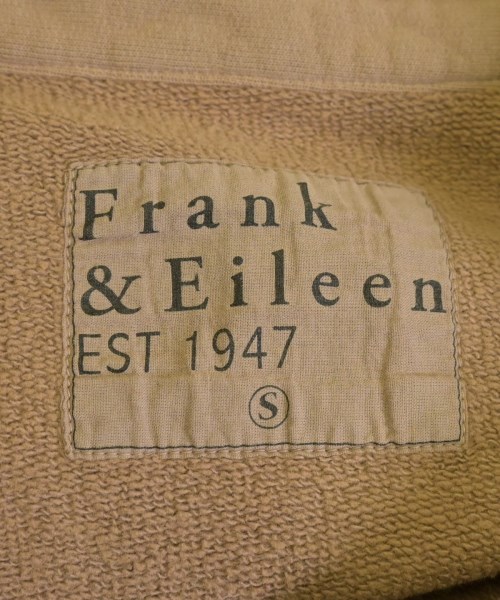 Frank
& Eileen
EST 1947
S